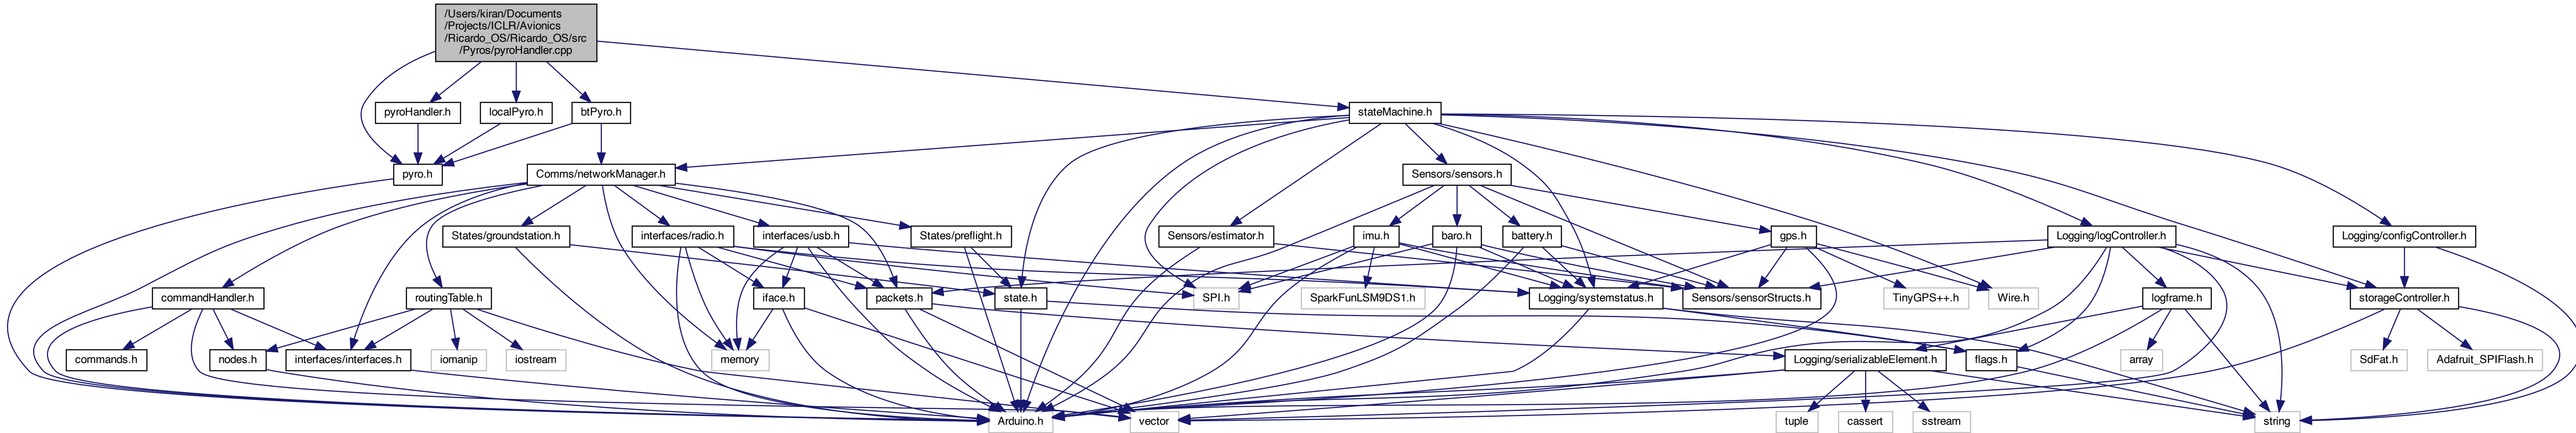 /Users/kiran/Documents
/Projects/ICLR/Avionics
/Ricardo_OS/Ricardo_OS/src
/Pyros/pyroHandler.cpp
pyroHandler.h
localPyro.h
btPyro.h
stateMachine.h
pyro.h
Comms/networkManager.h
Sensors/sensors.h
States/groundstation.h
interfaces/radio.h
interfaces/usb.h
States/preflight.h
Sensors/estimator.h
imu.h
baro.h
battery.h
gps.h
Logging/logController.h
Logging/configController.h
commandHandler.h
routingTable.h
iface.h
packets.h
state.h
SPI.h
SparkFunLSM9DS1.h
Logging/systemstatus.h
Sensors/sensorStructs.h
TinyGPS++.h
Wire.h
logframe.h
storageController.h
commands.h
nodes.h
interfaces/interfaces.h
iomanip
iostream
memory
Logging/serializableElement.h
flags.h
array
SdFat.h
Adafruit_SPIFlash.h
Arduino.h
vector
tuple
cassert
sstream
string